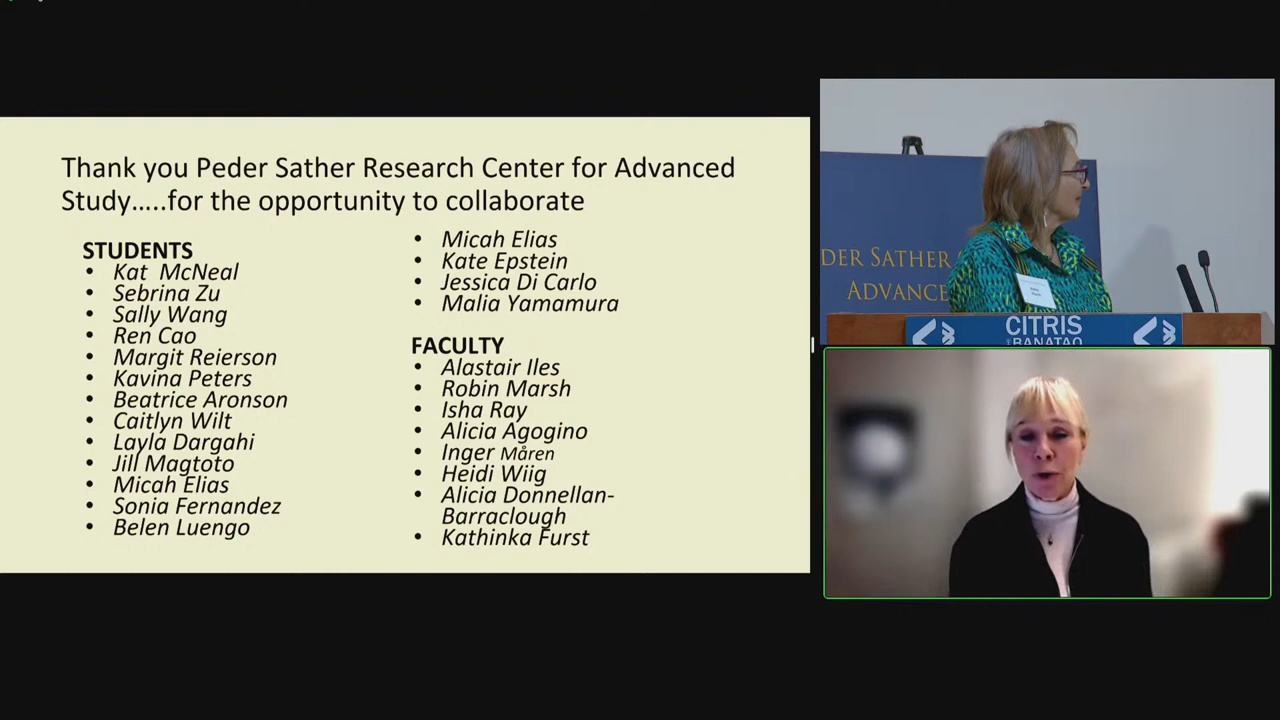 Thank you Peder Sather Research Center for Advanced
Study…..for the opportunity to collaborate
STUDENTS
• Kat McNeal
• Sebrina Zu
• Sally Wang
• Ren Cao
• Margit Reierson
• Kavina Peters
• Beatrice Aronson
• Caitlyn Wilt
• Layla Dargahi
• Jill Magtoto
• Micah Elias
• Sonia Fernandez
• Belen Luengo
• Micah Elias
• Kate Epstein
• Jessica Di Carlo
• Malia Yamamura
FACULTY
• Alastair Iles
• Robin Marsh
• Isha Ray
• Alicia Agogino
• Inger Måren
• Heidi Wiig
• Alicia Donnellan-
Barraclough
• Kathinka Furst
DER SATHER
ADVANCE
CITRIS
BANATAO